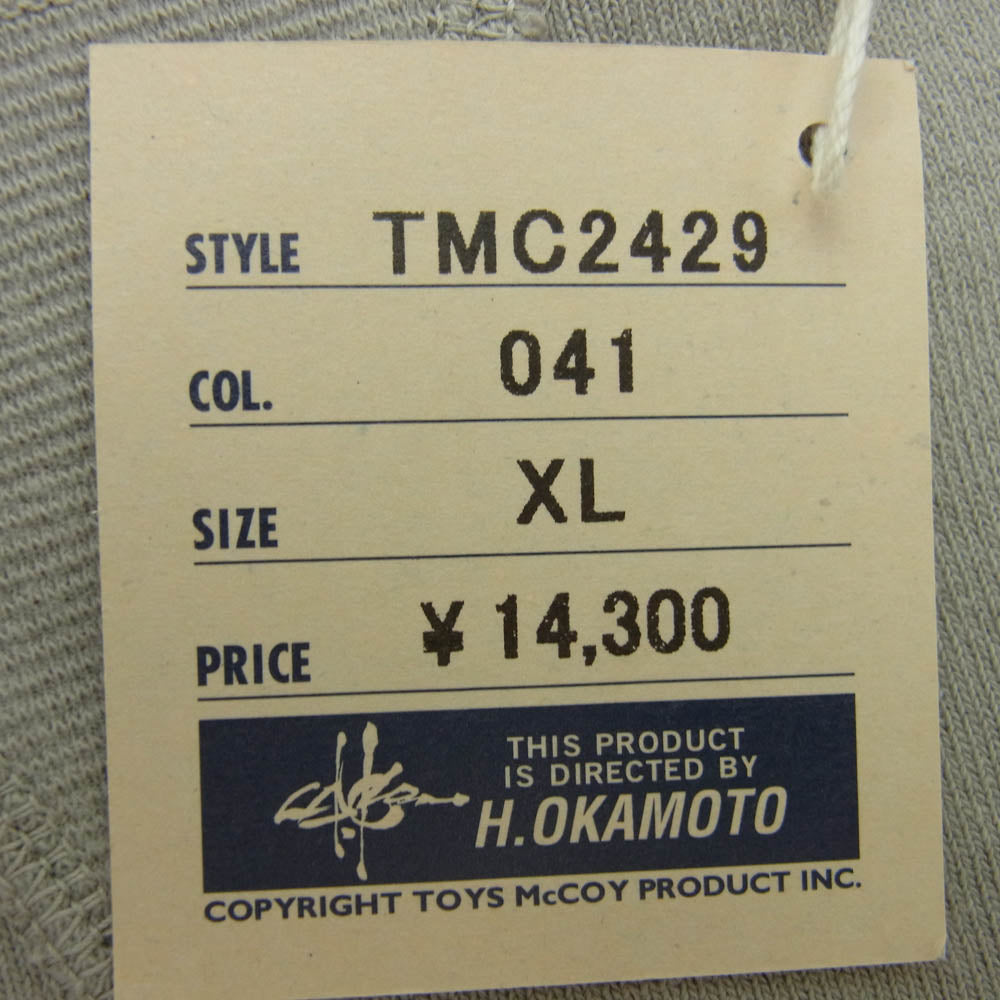 STYLE TMC2429
COL. 041
SIZE XL
PRICE ¥ 14,300
THIS PRODUCT
IS DIRECTED BY
H.OKAMOTO
COPYRIGHT TOYS McCOY PRODUCT INC.